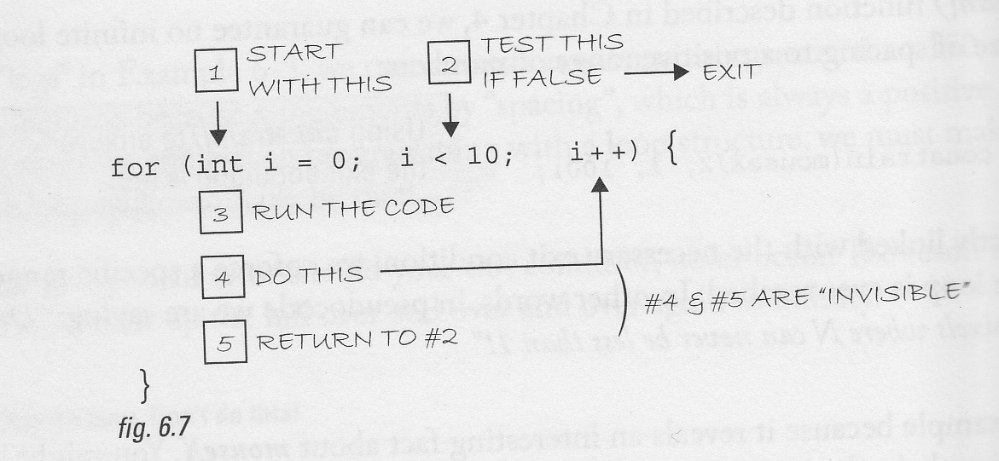 1 START
WITH THIS
2 TEST THIS
IF FALSE → EXIT
for (int i = 0; i < 10; i++) {
3 RUN THE CODE
4 DO THIS
5 RETURN TO #2
#4 & #5 ARE "INVISIBLE"
}
fig. 6.7